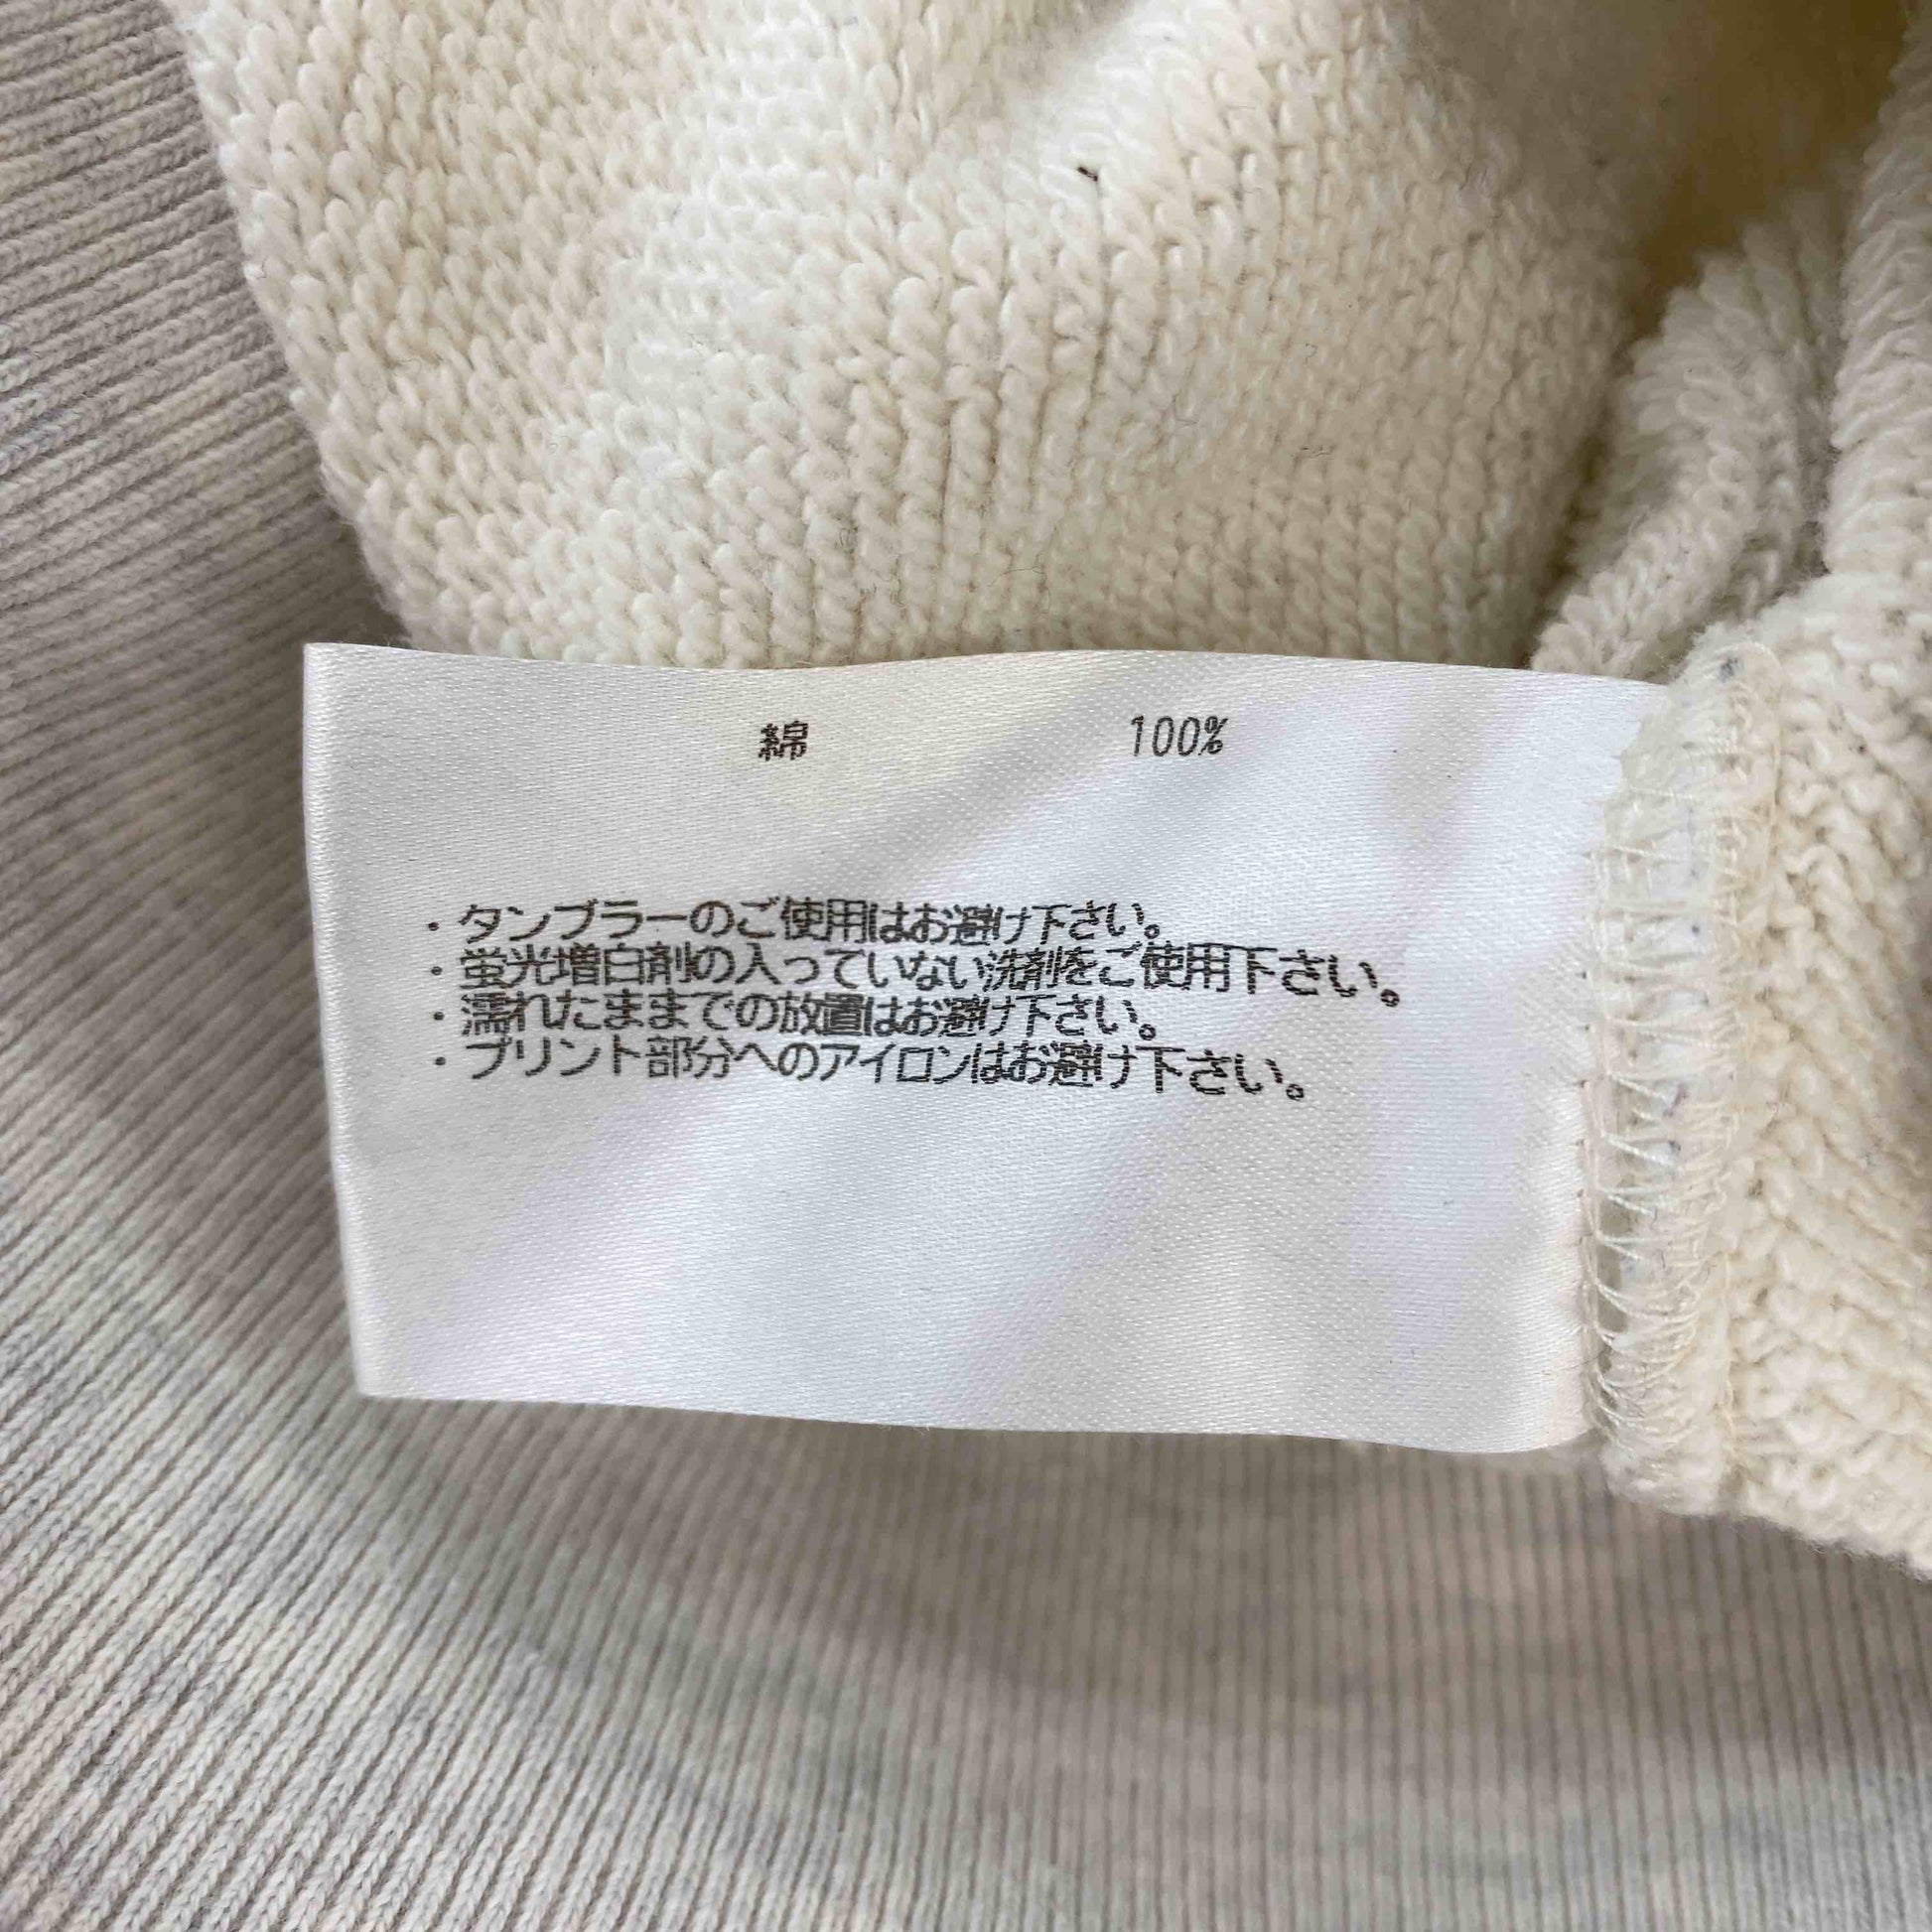 綿 100%
・タンブラーのご使用はお避け下さい。
・蛍光増白剤の入っていない洗剤をご使用下さい。
・濡れたままでの放置はお避け下さい。
・プリント部分へのアイロンはお避け下さい。